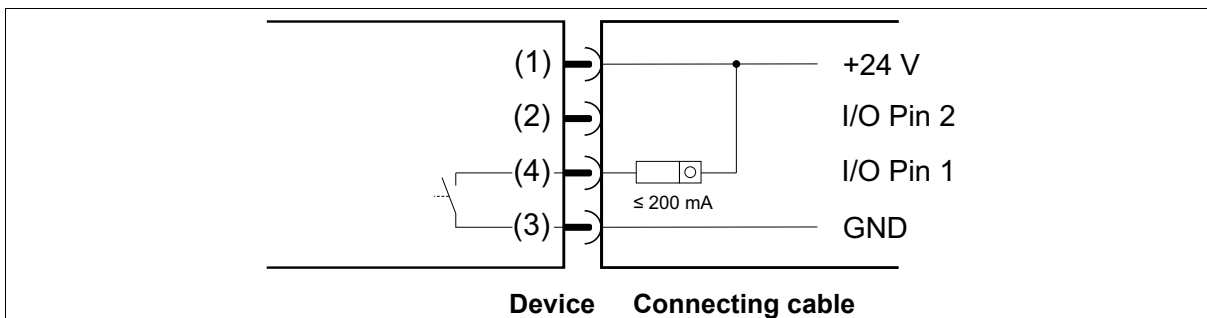 (1) +24 V
(2) I/O Pin 2
(4) I/O Pin 1
≤ 200 mA
(3) GND
Device Connecting cable